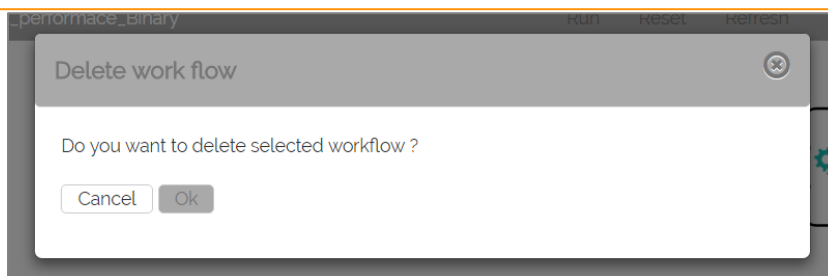 _performace_Binary Run Reset Refresh
Delete work flow
Do you want to delete selected workflow ?
Cancel Ok